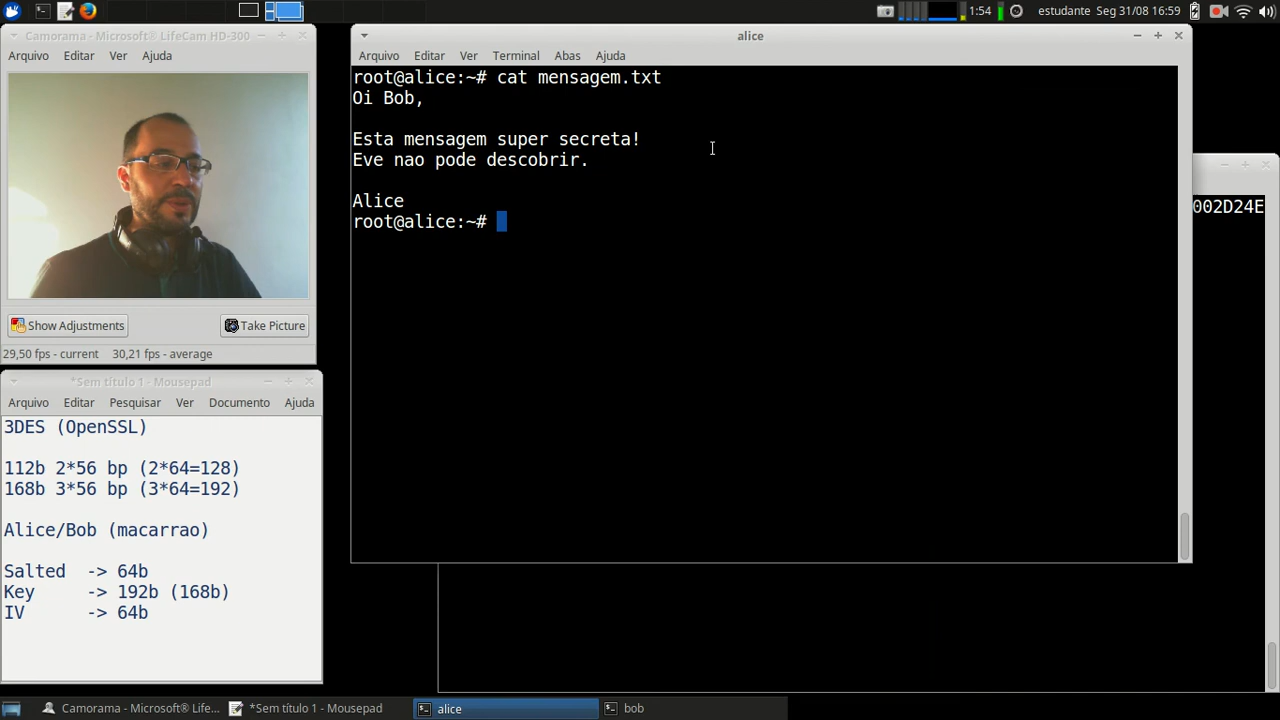 1:54 estudante Seg 31/08 16:59
Camorama - Microsoft® LifeCam HD-300
Arquivo Editar Ver Ajuda
Show Adjustments Take Picture
29,50 fps - current 30,21 fps - average
*Sem título 1 - Mousepad
Arquivo Editar Pesquisar Ver Documento Ajuda
3DES (OpenSSL)
112b 2*56 bp (2*64=128)
168b 3*56 bp (3*64=192)
Alice/Bob (macarrao)
Salted -> 64b
Key -> 192b (168b)
IV -> 64b
alice
Arquivo Editar Ver Terminal Abas Ajuda
root@alice:~# cat mensagem.txt
Oi Bob,
Esta mensagem super secreta!
Eve nao pode descobrir.
Alice
root@alice:~#
002D24E
Camorama - Microsoft® Life... *Sem título 1 - Mousepad alice bob